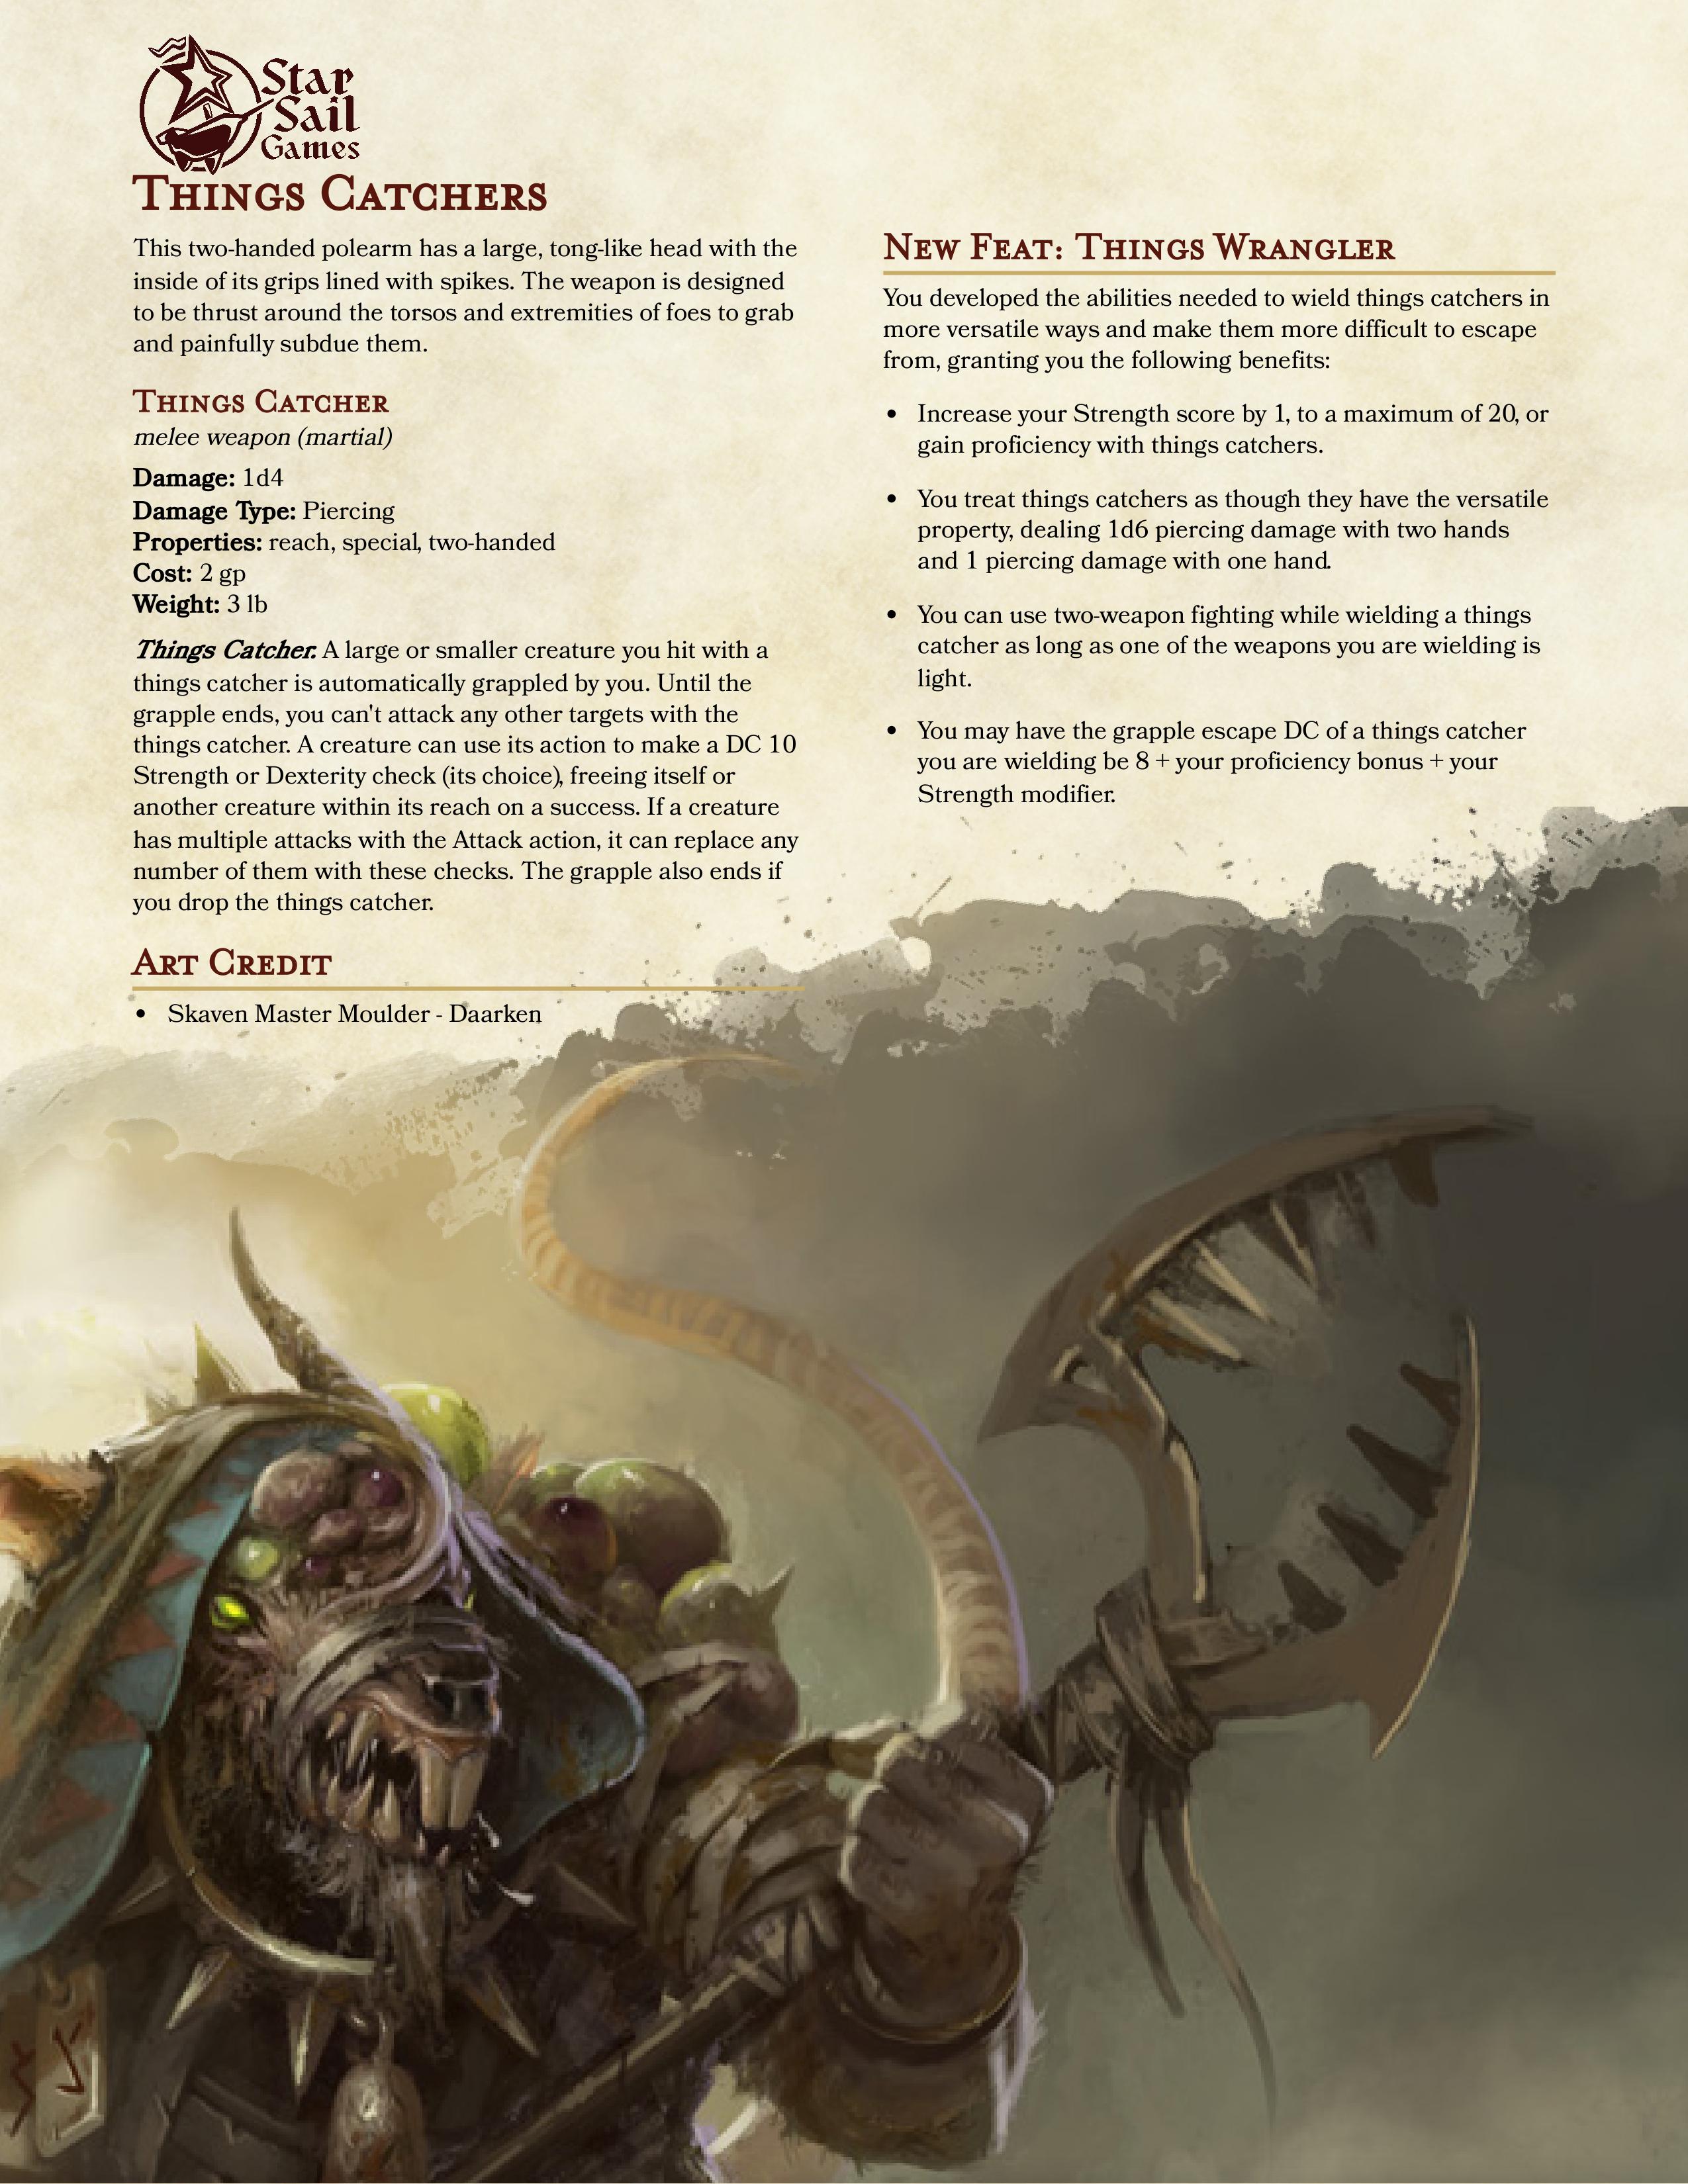 Star
Sail
Games
Things Catchers
This two-handed polearm has a large, tong-like head with the
inside of its grips lined with spikes. The weapon is designed
to be thrust around the torsos and extremities of foes to grab
and painfully subdue them.
Things Catcher
melee weapon (martial)
Damage: 1d4
Damage Type: Piercing
Properties: reach, special, two-handed
Cost: 2 gp
Weight: 3 lb
Things Catcher. A large or smaller creature you hit with a
things catcher is automatically grappled by you. Until the
grapple ends, you can't attack any other targets with the
things catcher. A creature can use its action to make a DC 10
Strength or Dexterity check (its choice), freeing itself or
another creature within its reach on a success. If a creature
has multiple attacks with the Attack action, it can replace any
number of them with these checks. The grapple also ends if
you drop the things catcher.
Art Credit
• Skaven Master Moulder - Daarken
New Feat: Things Wrangler
You developed the abilities needed to wield things catchers in
more versatile ways and make them more difficult to escape
from, granting you the following benefits:
• Increase your Strength score by 1, to a maximum of 20, or
gain proficiency with things catchers.
• You treat things catchers as though they have the versatile
property, dealing 1d6 piercing damage with two hands
and 1 piercing damage with one hand.
• You can use two-weapon fighting while wielding a things
catcher as long as one of the weapons you are wielding is
light.
• You may have the grapple escape DC of a things catcher
you are wielding be 8 + your proficiency bonus + your
Strength modifier.